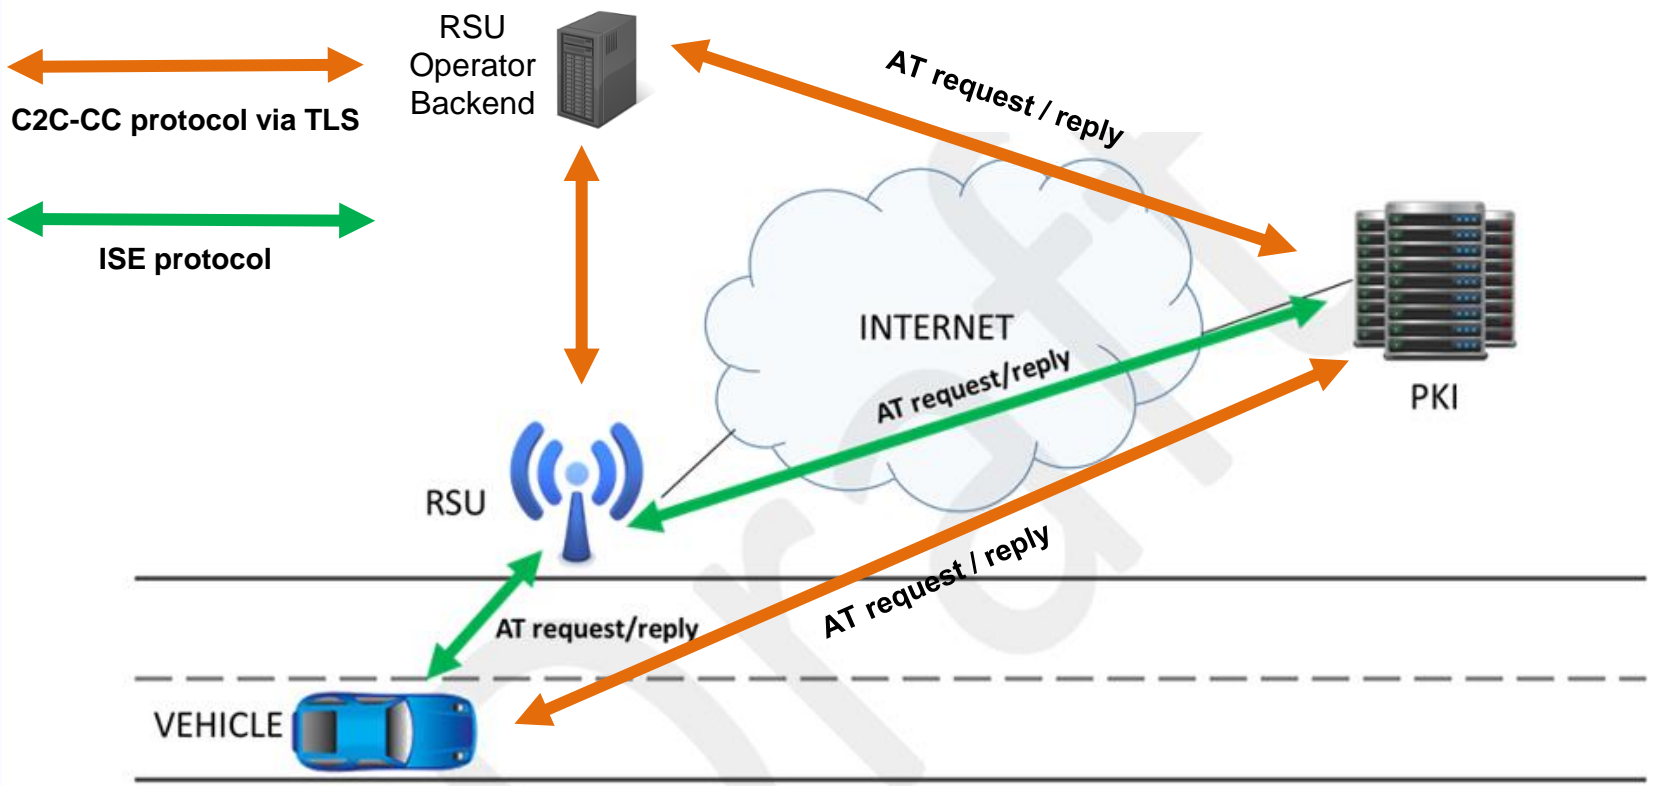 RSU
Operator
Backend
C2C-CC protocol via TLS
ISE protocol
AT request / reply
INTERNET
AT request/reply
PKI
RSU
AT request / reply
AT request/reply
VEHICLE
Draft